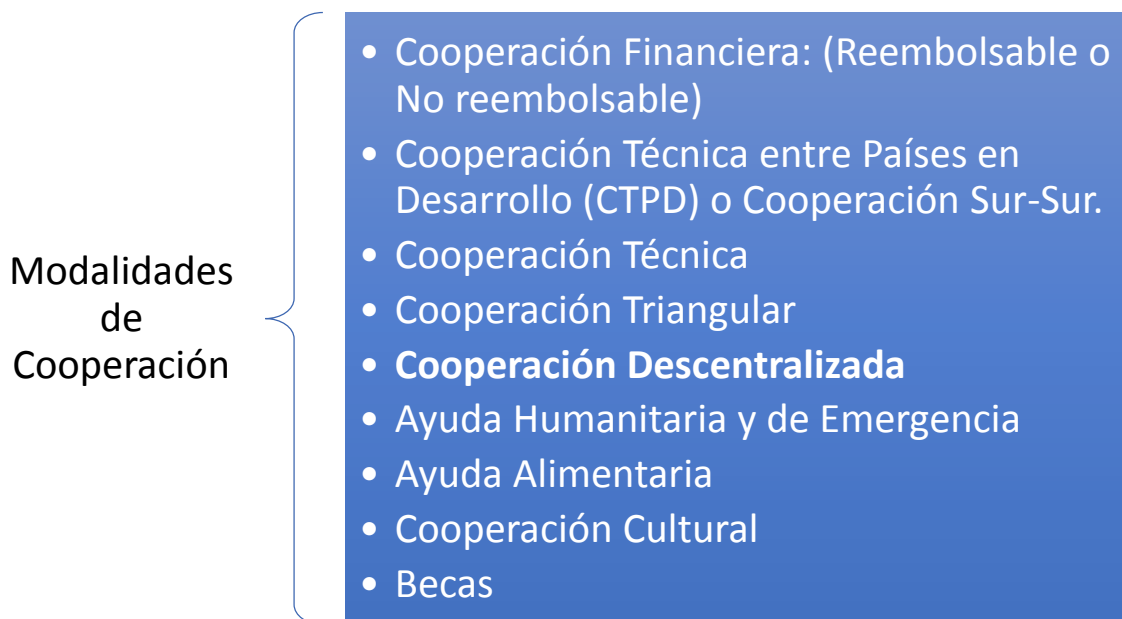 Modalidades
de
Cooperación
• Cooperación Financiera: (Reembolsable o
No reembolsable)
• Cooperación Técnica entre Países en
Desarrollo (CTPD) o Cooperación Sur-Sur.
• Cooperación Técnica
• Cooperación Triangular
• Cooperación Descentralizada
• Ayuda Humanitaria y de Emergencia
• Ayuda Alimentaria
• Cooperación Cultural
• Becas